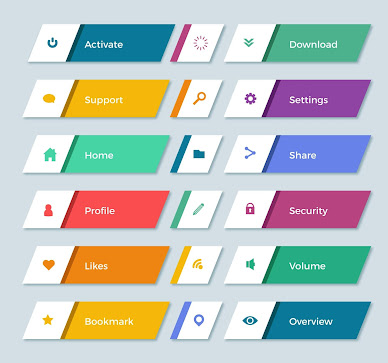 Activate
Download
Support
Settings
Home
Share
Profile
Security
Likes
Volume
Bookmark
Overview